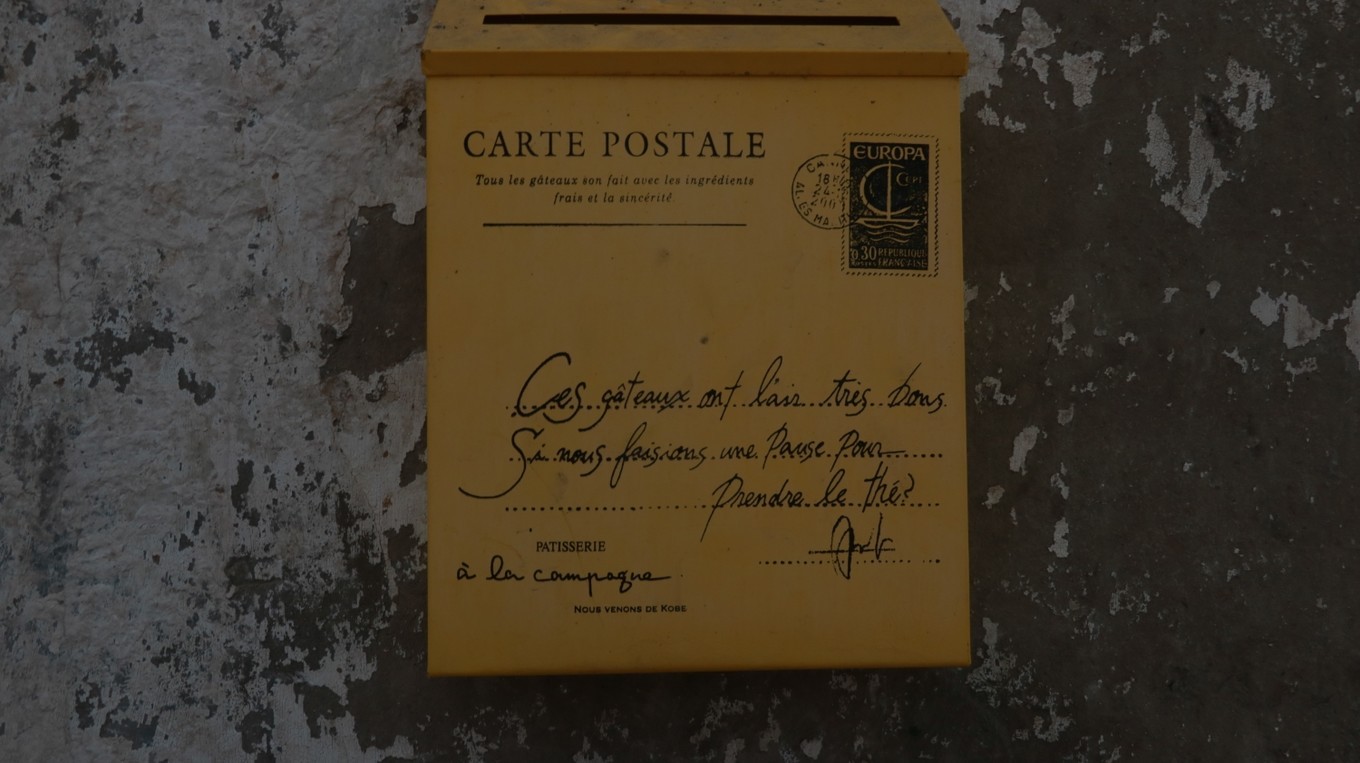 CARTE POSTALE
Tous les gâteaux son fait avec les ingrédients
frais et la sincérité
EUROPA
CEPT
0,30 REPUBLIQUE
FRANÇAISE
Ces gâteaux ont l'air très bons.
Si nous faisions une Pause Pour
Prendre le thé?
PATISSERIE
à la campagne
NOUS VENONS DE KOBE